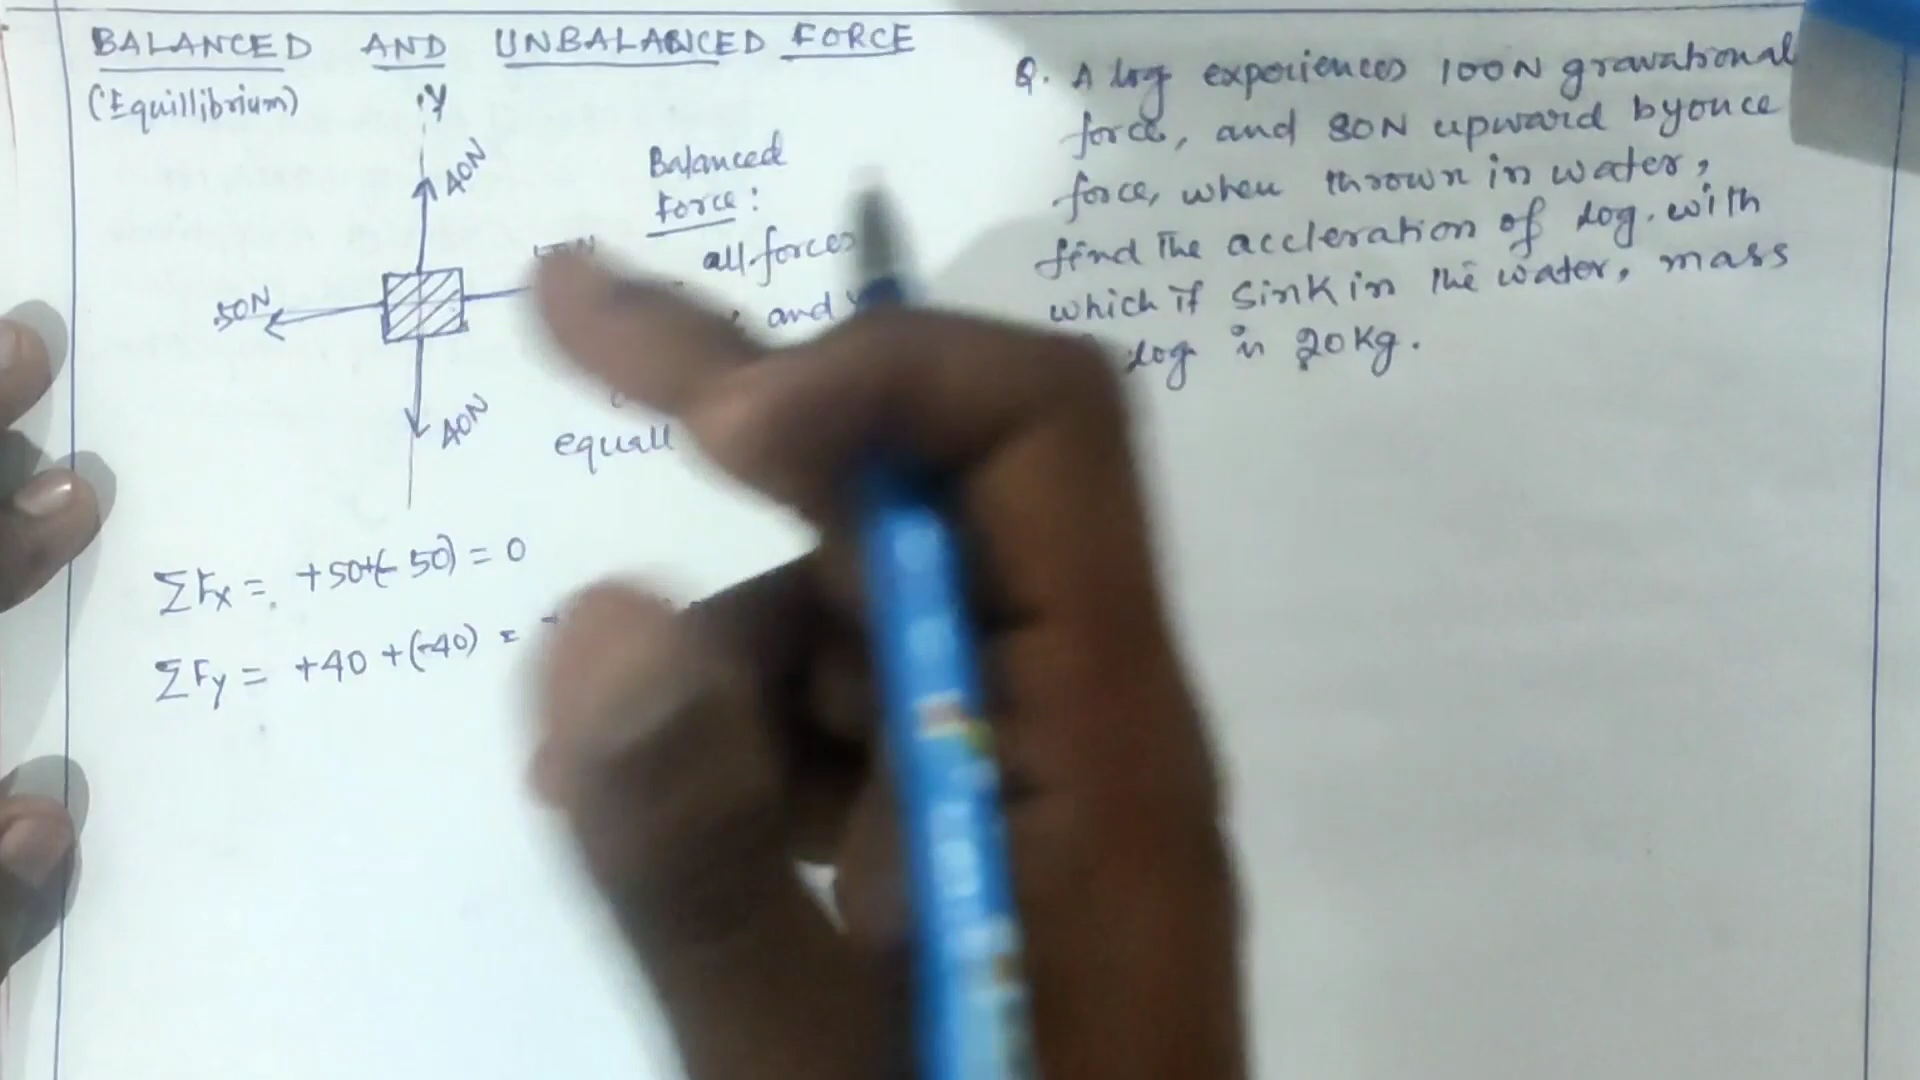 BALANCED AND UNBALANCED FORCE
(Equillibrium)
Y
40N
50N
40N
Balanced
Force:
all forces
and
equall
ΣFx = +50+(-50) = 0
ΣFy = +40 +(-40) =
Q. A log experiences 100N gravational
force, and 80N upward byouce
force, when thrown in water,
find The accleration of log. with
which it sink in The water, mass
log is 20Kg.